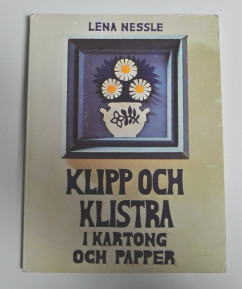 LENA NESSLE
KLIPP OCH
KLISTRA
I KARTONG
OCH PAPPER